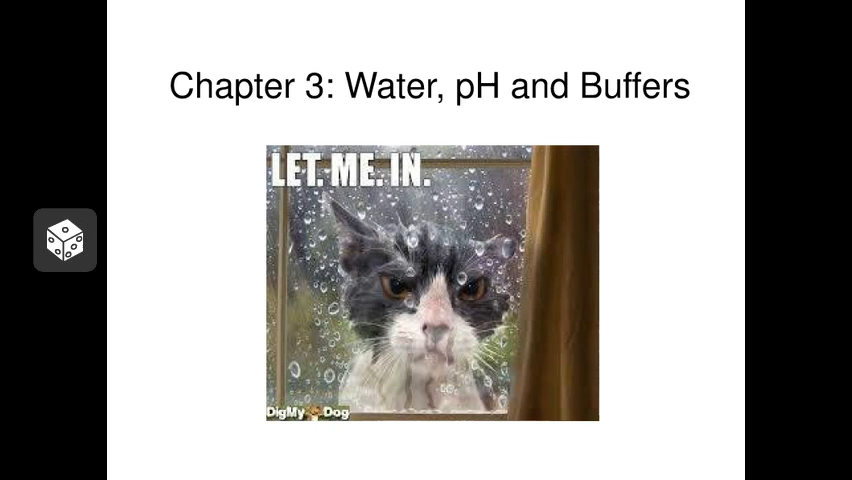 Chapter 3: Water, pH and Buffers
LET. ME. IN.
DigMy Dog